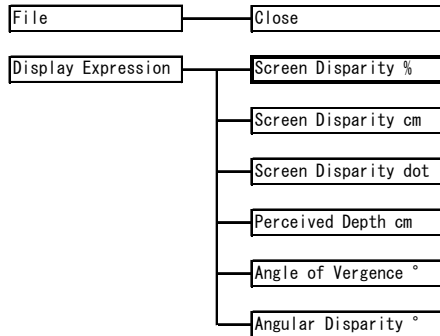 File
Close
Display Expression
Screen Disparity %
Screen Disparity cm
Screen Disparity dot
Perceived Depth cm
Angle of Vergence °
Angular Disparity °